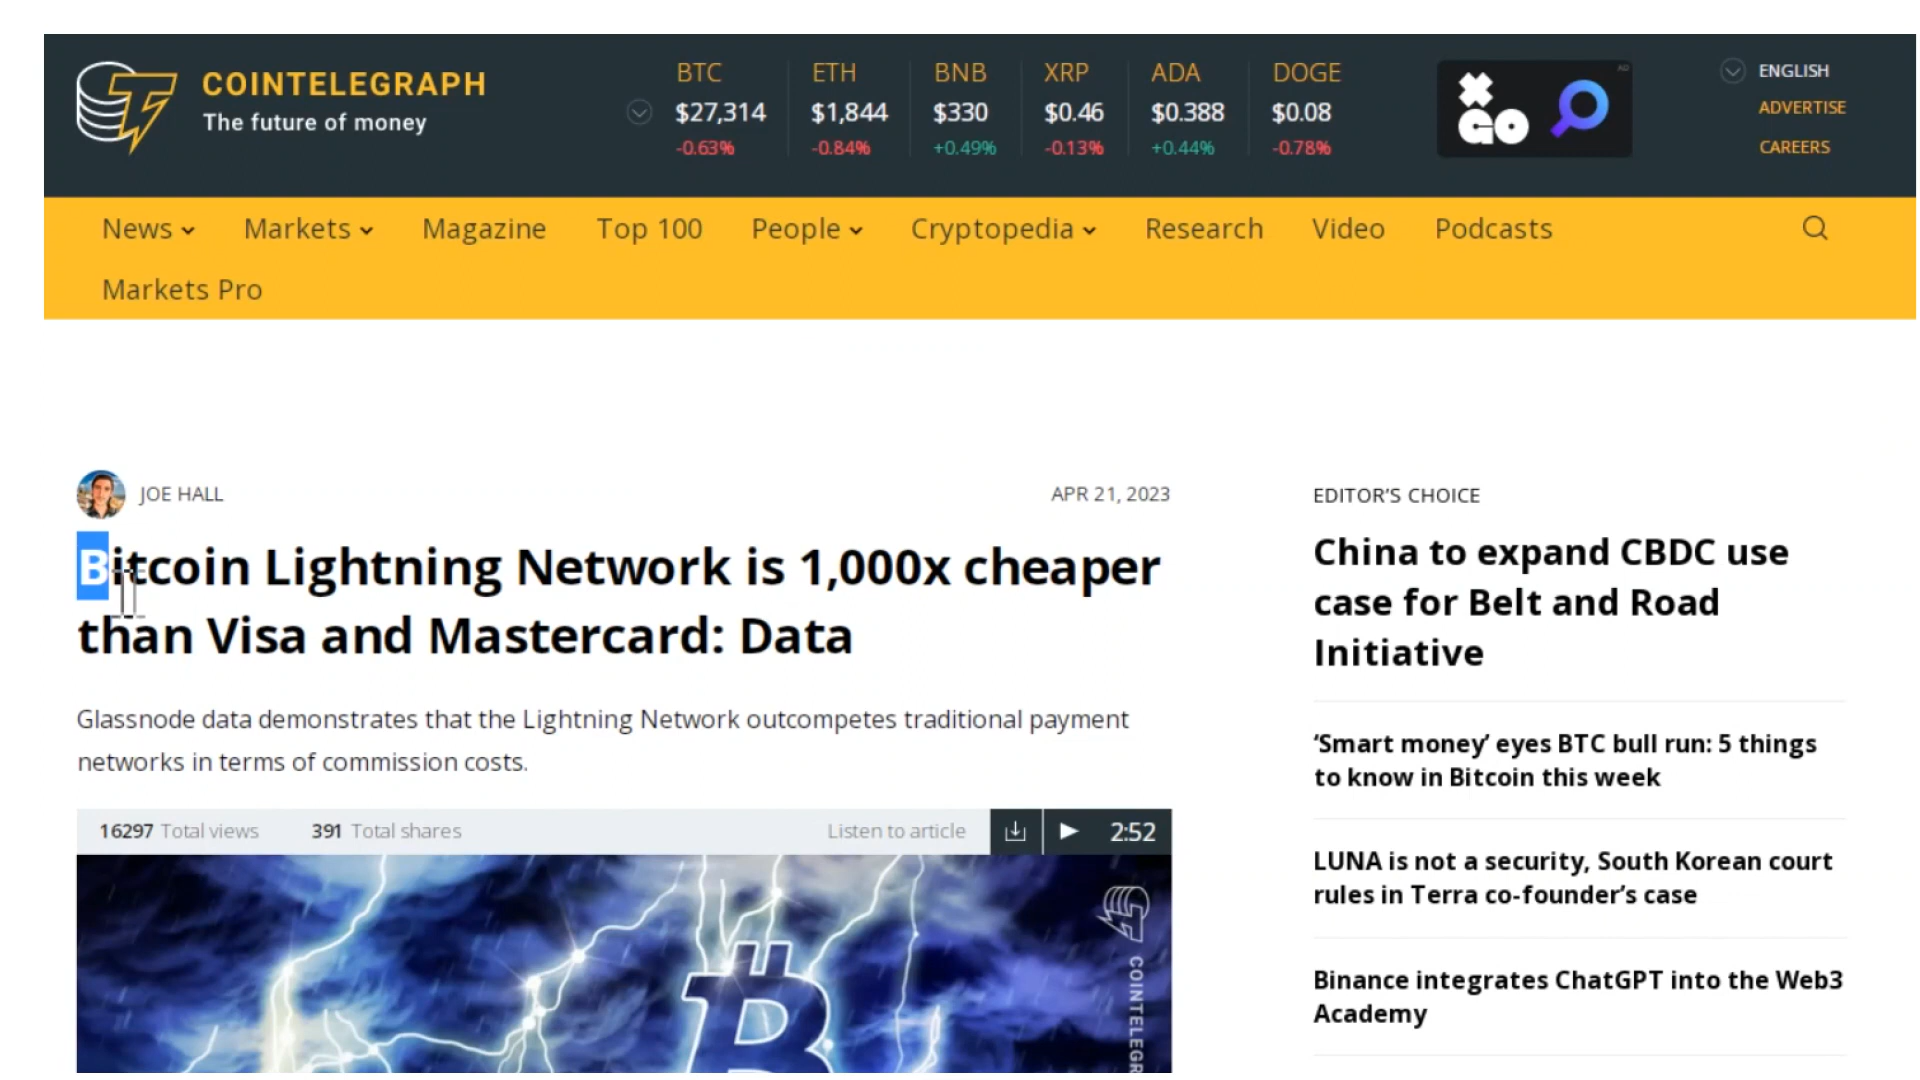 COINTELEGRAPH
The future of money
BTC
$27,314
-0.63%
ETH
$1,844
-0.84%
BNB
$330
+0.49%
XRP
$0.46
-0.13%
ADA
$0.388
+0.44%
DOGE
$0.08
-0.78%
X
GO
AD
ENGLISH
ADVERTISE
CAREERS
News
Markets
Magazine
Top 100
People
Cryptopedia
Research
Video
Podcasts
Markets Pro
JOE HALL
APR 21, 2023
Bitcoin Lightning Network is 1,000x cheaper
than Visa and Mastercard: Data
Glassnode data demonstrates that the Lightning Network outcompetes traditional payment
networks in terms of commission costs.
16297 Total views
391 Total shares
Listen to article
2:52
COINTELEGR
EDITOR'S CHOICE
China to expand CBDC use
case for Belt and Road
Initiative
‘Smart money’ eyes BTC bull run: 5 things
to know in Bitcoin this week
LUNA is not a security, South Korean court
rules in Terra co-founder’s case
Binance integrates ChatGPT into the Web3
Academy